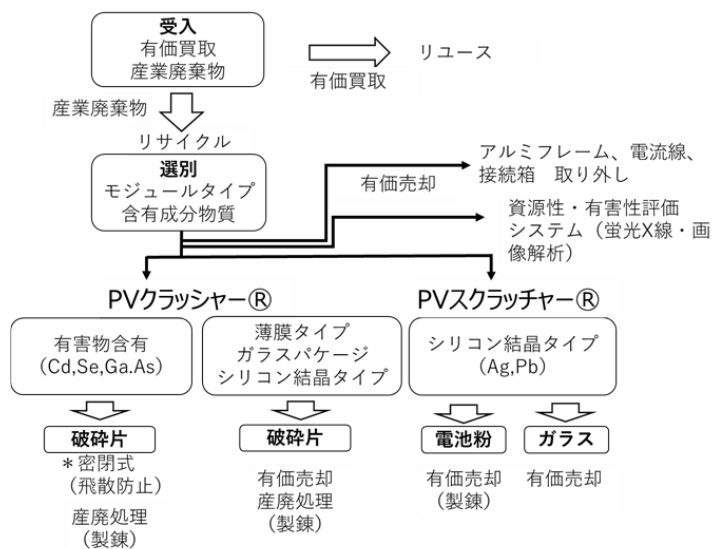 受入
有価買取
産業廃棄物
有価買取
リユース
産業廃棄物
リサイクル
選別
モジュールタイプ
含有成分物質
有価売却
アルミフレーム、電流線、
接続箱　取り外し
資源性・有害性評価
システム（蛍光X線・画
像解析）
PVクラッシャー®
PVスクラッチャー®
有害物含有
(Cd,Se,Ga.As)
薄膜タイプ
ガラスパッケージ
シリコン結晶タイプ
シリコン結晶タイプ
(Ag,Pb)
破砕片
＊密閉式
（飛散防止）
産廃処理
（製錬）
破砕片
有価売却
産廃処理
（製錬）
電池粉
有価売却
（製錬）
ガラス
有価売却